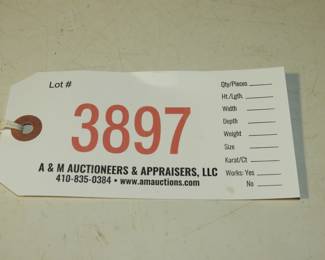 Lot #
3897
A & M AUCTIONEERS & APPRAISERS, LLC
410-835-0384 • www.amauctions.com
Qty/Pieces
Ht./Lgth.
Width
Depth
Weight
Size
Karat/Ct
Works: Yes
No